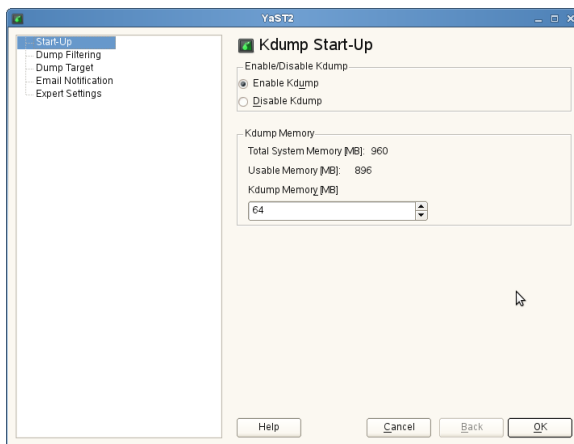 YaST2
Start-Up
Dump Filtering
Dump Target
Email Notification
Expert Settings
Kdump Start-Up
Enable/Disable Kdump
Enable Kdump
Disable Kdump
Kdump Memory
Total System Memory [MB]: 960
Usable Memory [MB]: 896
Kdump Memory [MB]
64
Help
Cancel
Back
OK